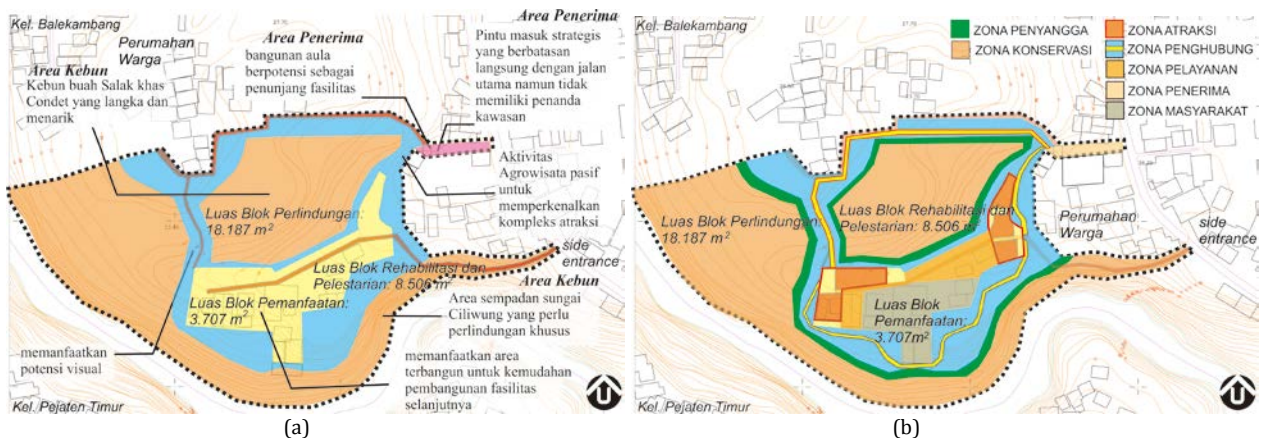 Kel. Balekambang
Perumahan
Warga
Area Kebun
Kebun buah Salak khas
Condet yang langka dan
menarik
Area Penerima
bangunan aula
berpotensi sebagai
penunjang fasilitas
Area Penerima
Pintu masuk strategis
yang berbatasan
langsung dengan jalan
utama namun tidak
memiliki penanda
kawasan
Aktivitas
Agrowisata pasif
untuk
memperkenalkan
kompleks atraksi
Luas Blok Perlindungan:
18.187 m²
side
entrance
Luas Blok Rehabilitasi dan
Pelestarian: 8.506 m²
Luas Blok Pemanfaatan:
3.707 m²
Area Kebun
Area sempadan sungai
Ciliwung yang perlu
perlindungan khusus
memanfaatkan
potensi visual
memanfaatkan area
terbangun untuk kemudahan
pembangunan fasilitas
selanjutnya
Kel. Pejaten Timur
U
(a)
Kel. Balekambang
ZONA PENYANGGA
ZONA KONSERVASI
ZONA ATRAKSI
ZONA PENGHUBUNG
ZONA PELAYANAN
ZONA PENERIMA
ZONA MASYARAKAT
Luas Blok Perlindungan:
18.187 m²
Luas Blok Rehabilitasi dan
Pelestarian: 8.506 m²
Perumahan
Warga
side
entrance
Luas Blok
Pemanfaatan:
3.707m²
Kel. Pejaten Timur
U
(b)